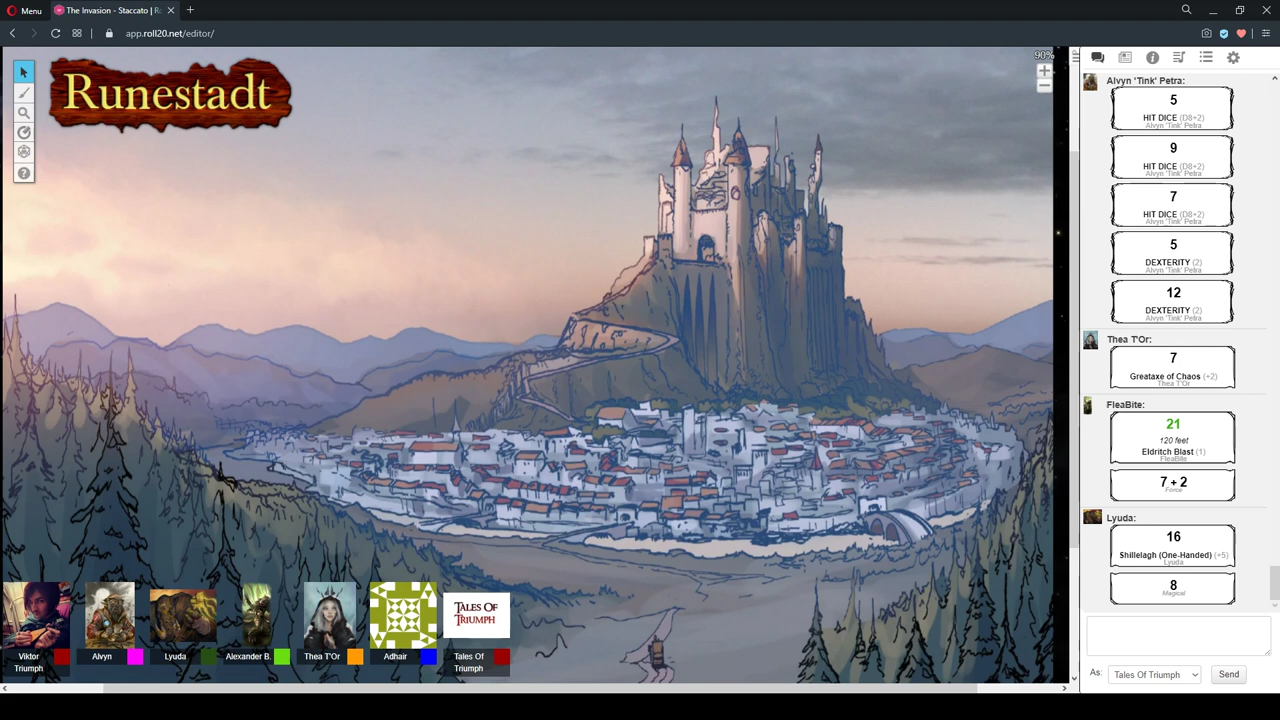 Menu
The Invasion - Staccato | Ro
app.roll20.net/editor/
Runestadt
90%
Alvyn 'Tink' Petra:
5
HIT DICE (D8+2)
Alvyn 'Tink' Petra
9
HIT DICE (D8+2)
Alvyn 'Tink' Petra
7
HIT DICE (D8+2)
Alvyn 'Tink' Petra
5
DEXTERITY (2)
Alvyn 'Tink' Petra
12
DEXTERITY (2)
Alvyn 'Tink' Petra
Thea T'Or:
7
Greataxe of Chaos (+2)
Thea T'Or
FleaBite:
21
120 feet
Eldritch Blast (1)
FleaBite
7 + 2
Force
Lyuda:
16
Shillelagh (One-Handed) (+5)
Lyuda
8
Magical
TALES OF
TRIUMPH
Viktor
Triumph
Alvyn
Lyuda
Alexander B.
Thea T'Or
Adhair
Tales Of
Triumph
As:
Tales Of Triumph
Send